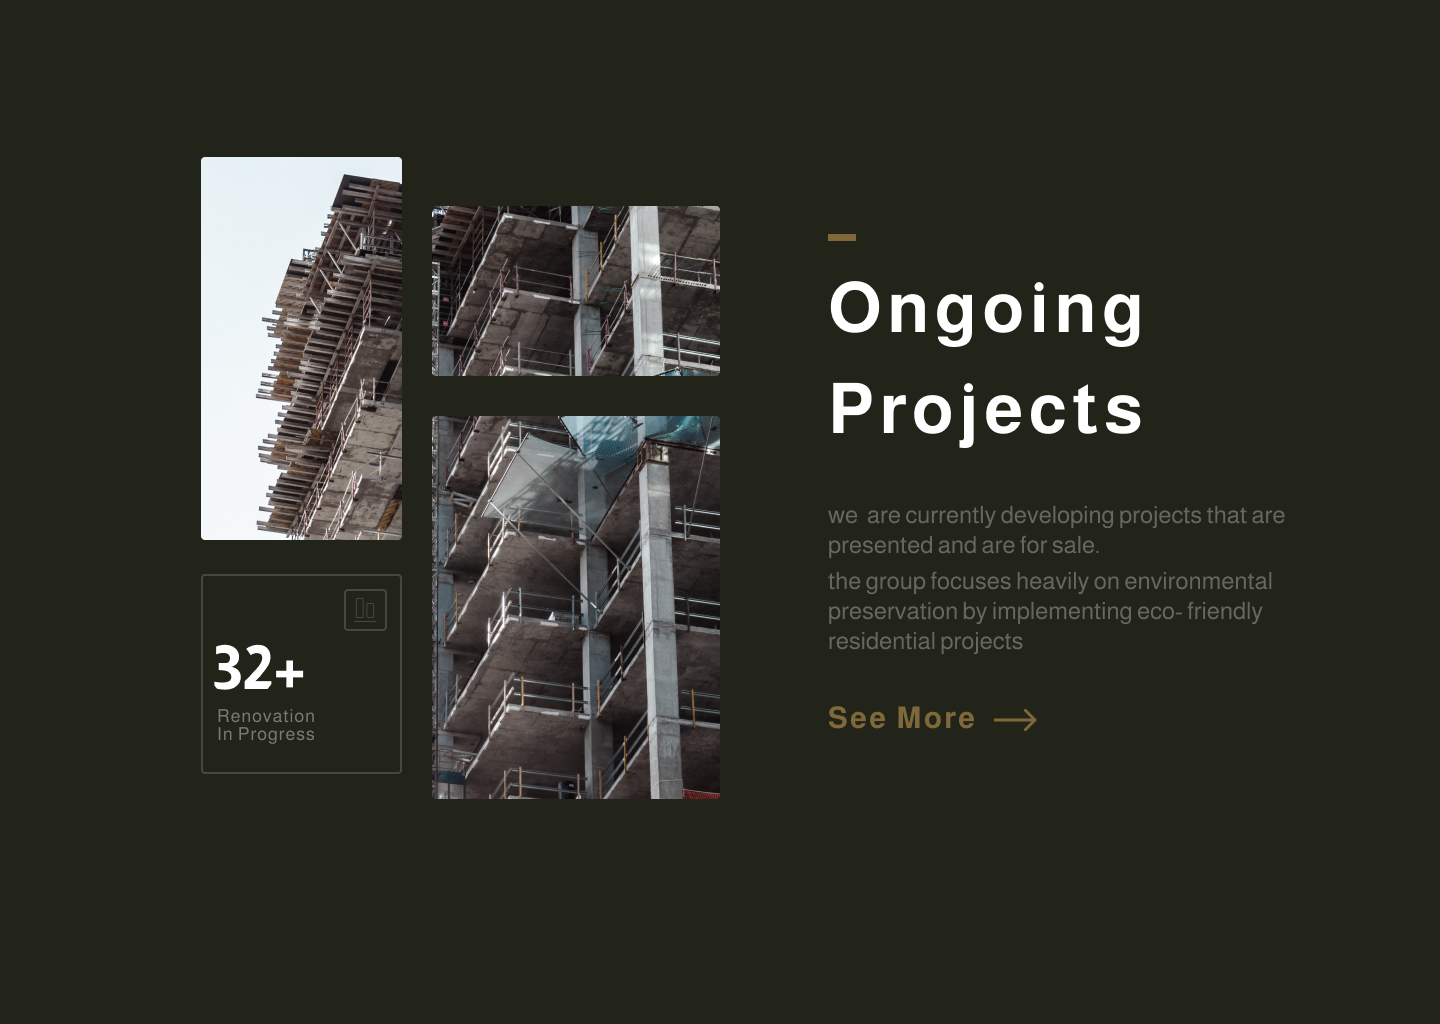 32+
Renovation
In Progress
Ongoing
Projects
we  are currently developing projects that are
presented and are for sale.
the group focuses heavily on environmental
preservation by implementing eco- friendly
residential projects
See More